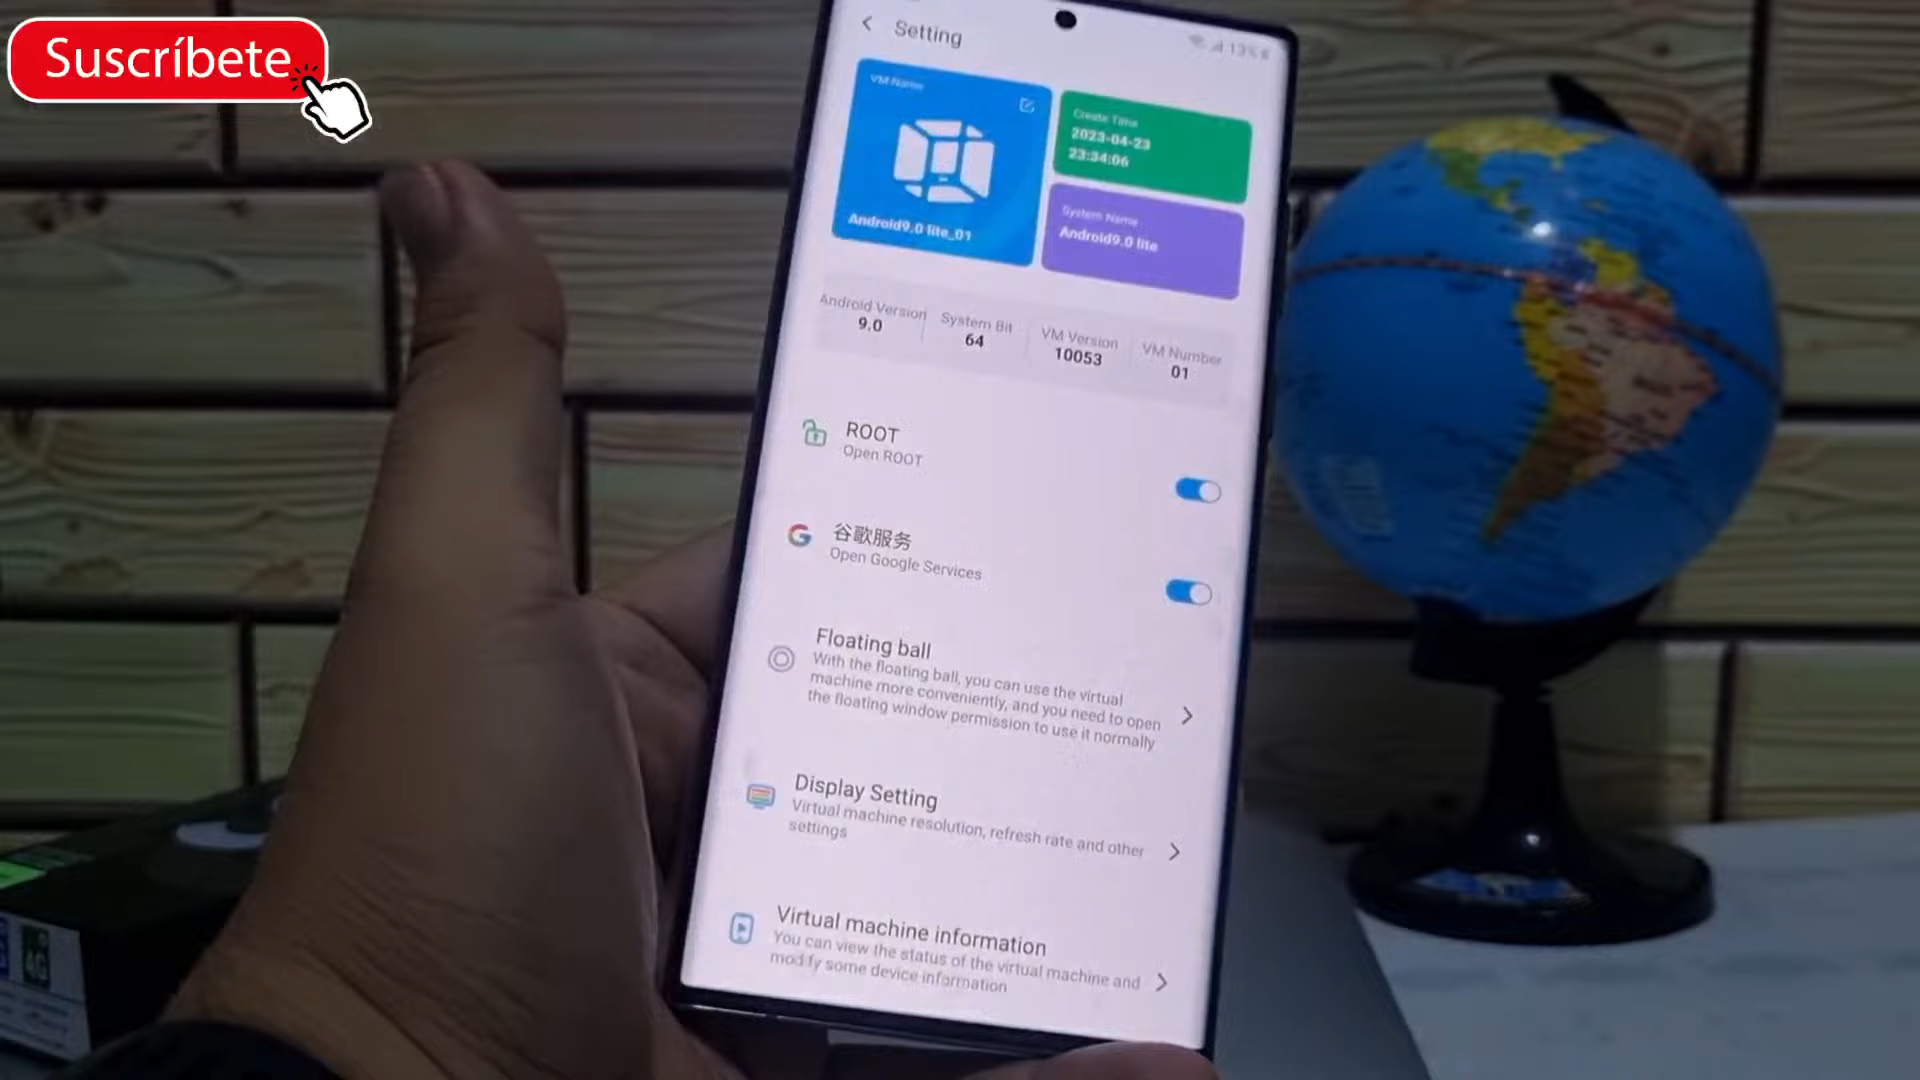 Suscríbete
Setting
13%
VM Name
Android9.0 lite_01
Create Time
2023-04-23
23:34:06
System Name
Android9.0 lite
Android Version
9.0
System Bit
64
VM Version
10053
VM Number
01
ROOT
Open ROOT
谷歌服务
Open Google Services
Floating ball
With the floating ball, you can use the virtual
machine more conveniently, and you need to open
the floating window permission to use it normally
Display Setting
Virtual machine resolution, refresh rate and other
settings
Virtual machine information
You can view the status of the virtual machine and
modify some device information
4G